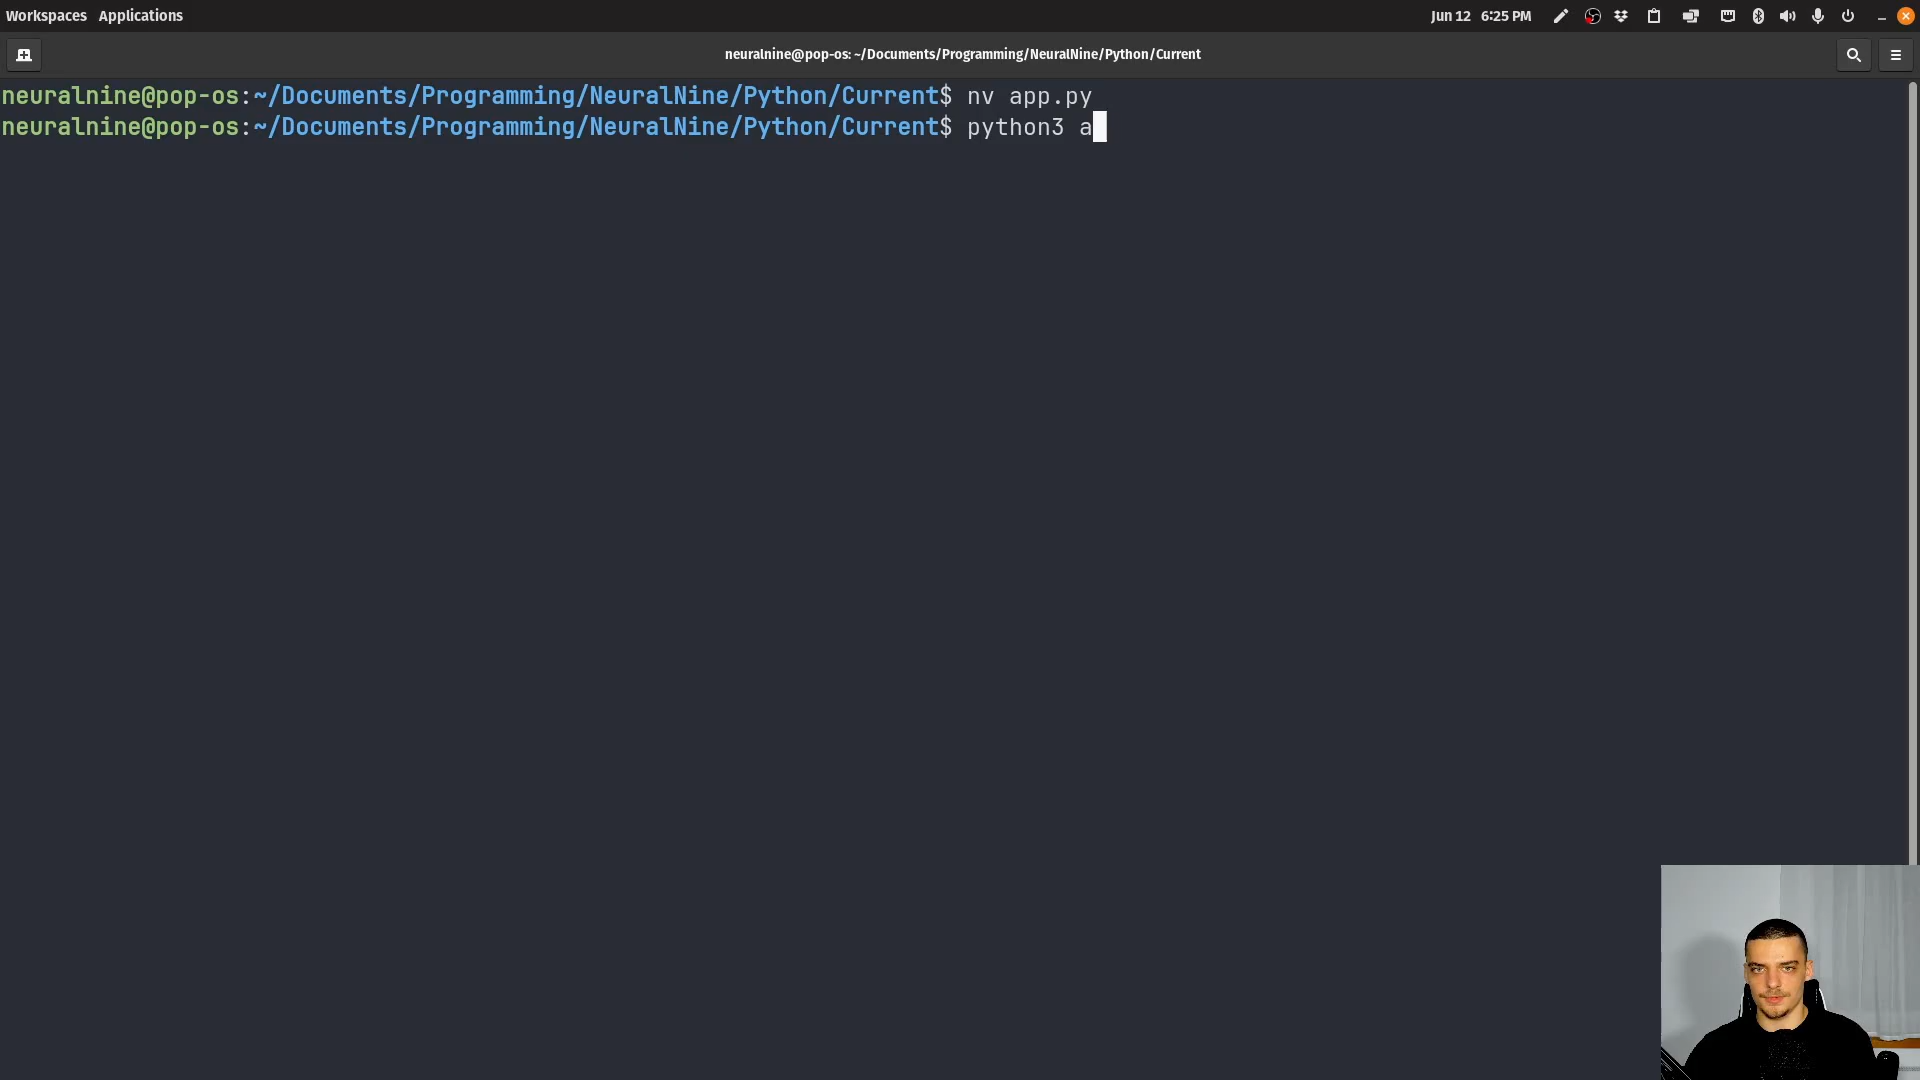 Workspaces Applications Jun 12 6:25 PM
neuralnine@pop-os: ~/Documents/Programming/NeuralNine/Python/Current
neuralnine@pop-os:~/Documents/Programming/NeuralNine/Python/Current$ nv app.py
neuralnine@pop-os:~/Documents/Programming/NeuralNine/Python/Current$ python3 a